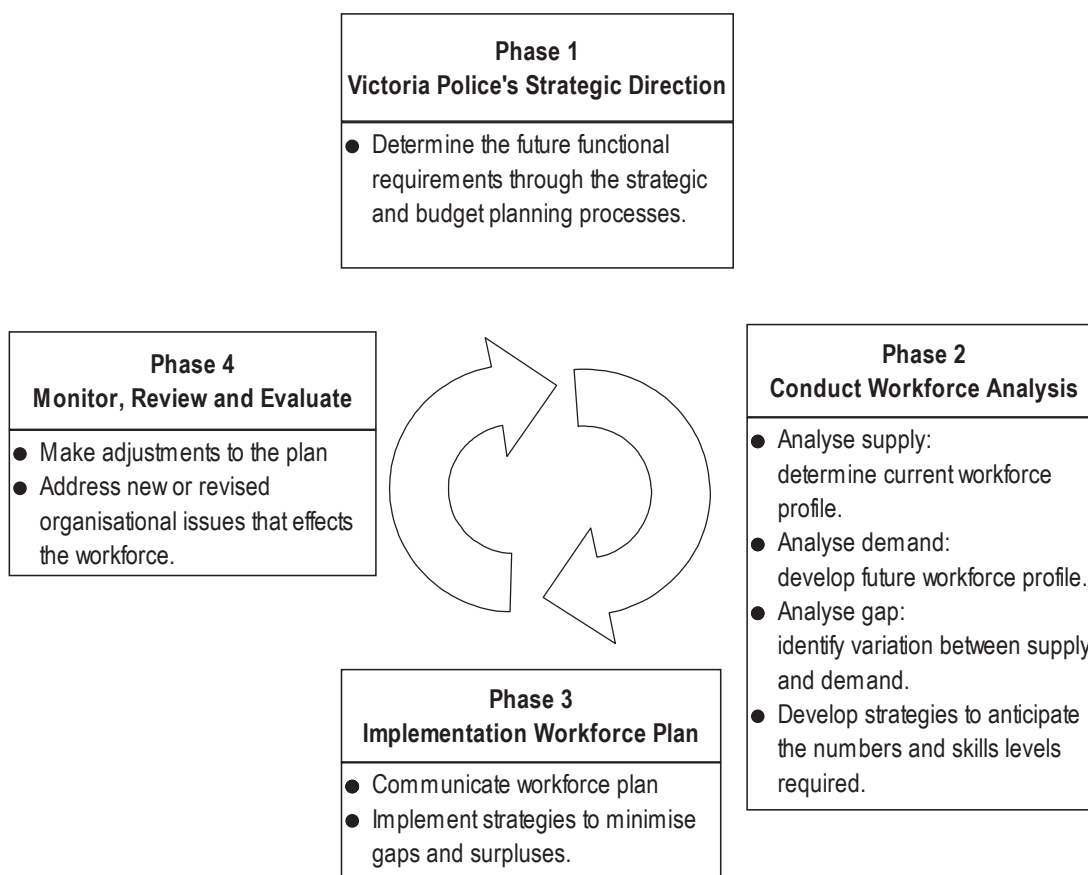 Phase 1
Victoria Police's Strategic Direction
● Determine the future functional
requirements through the strategic
and budget planning processes.
Phase 2
Conduct Workforce Analysis
● Analyse supply:
determine current workforce
profile.
● Analyse demand:
develop future workforce profile.
● Analyse gap:
identify variation between supply
and demand.
● Develop strategies to anticipate
the numbers and skills levels
required.
Phase 3
Implementation Workforce Plan
● Communicate workforce plan
● Implement strategies to minimise
gaps and surpluses.
Phase 4
Monitor, Review and Evaluate
● Make adjustments to the plan
● Address new or revised
organisational issues that effects
the workforce.